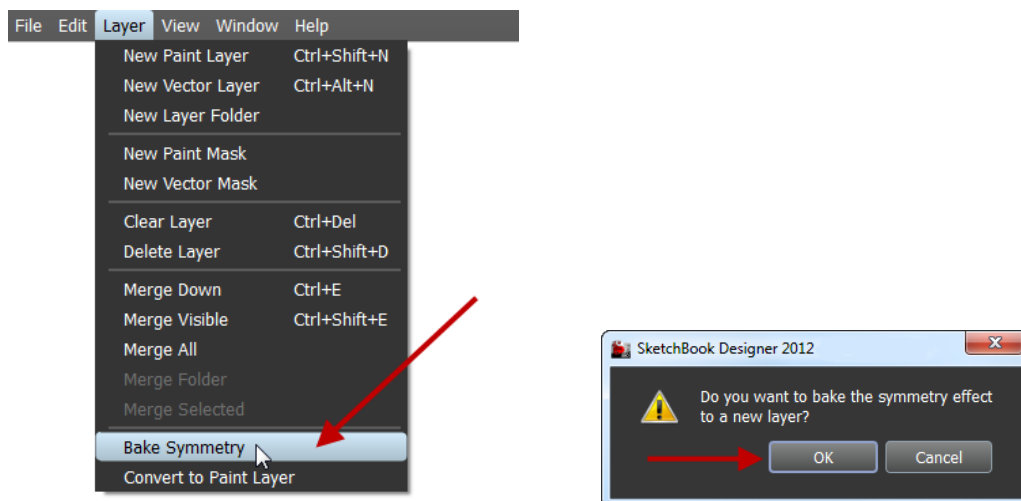 File Edit Layer View Window Help
New Paint Layer Ctrl+Shift+N
New Vector Layer Ctrl+Alt+N
New Layer Folder
New Paint Mask
New Vector Mask
Clear Layer Ctrl+Del
Delete Layer Ctrl+Shift+D
Merge Down Ctrl+E
Merge Visible Ctrl+Shift+E
Merge All
Merge Folder
Merge Selected
Bake Symmetry
Convert to Paint Layer
SketchBook Designer 2012
Do you want to bake the symmetry effect
to a new layer?
OK Cancel